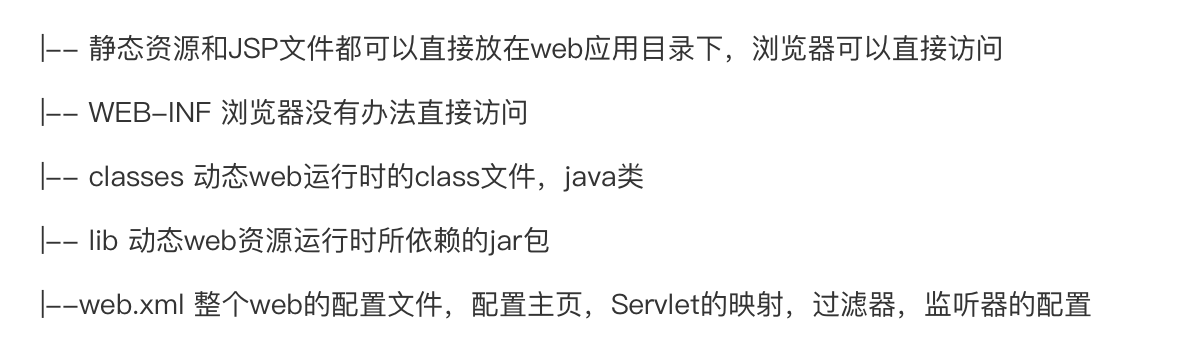 |-- 静态资源和JSP文件都可以直接放在web应用目录下，浏览器可以直接访问
|-- WEB-INF 浏览器没有办法直接访问
|-- classes 动态web运行时的class文件，java类
|-- lib 动态web资源运行时所依赖的jar包
|--web.xml 整个web的配置文件，配置主页，Servlet的映射，过滤器，监听器的配置